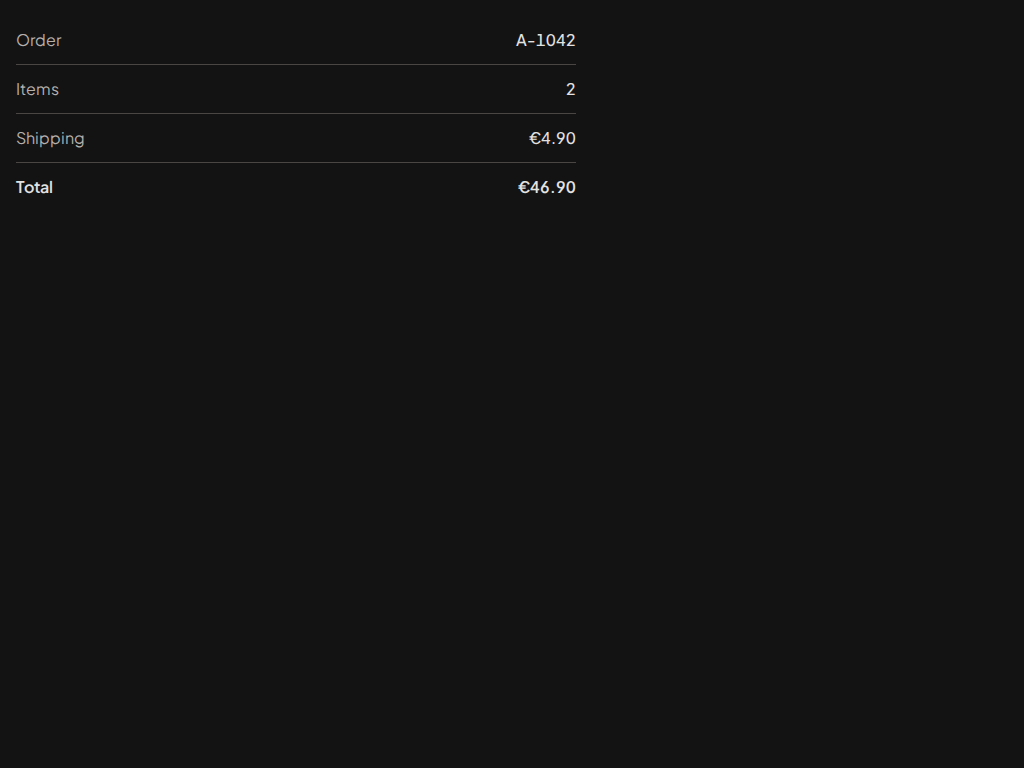 Order A-1042
Items 2
Shipping €4.90
Total €46.90